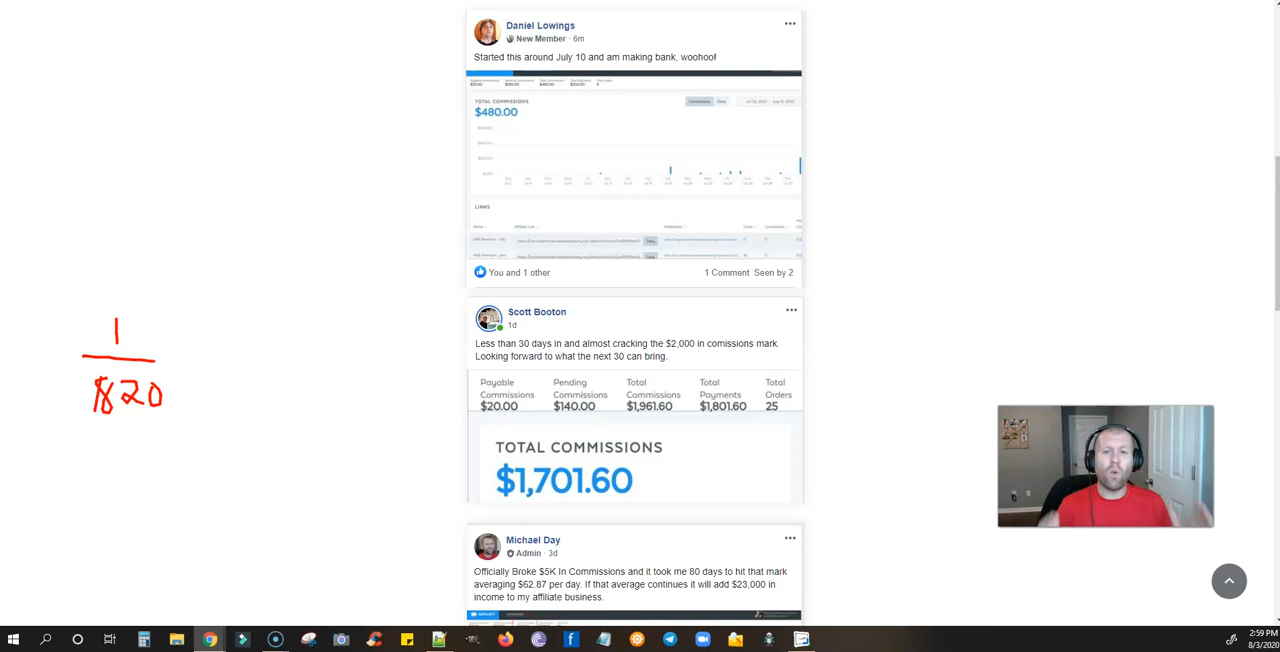 Daniel Lowings
New Member · 6m
Started this around July 10 and am making bank, woohoo!
TOTAL COMMISSIONS
$480.00
Commissions Clicks
LINKS
Affiliate Link
Copy
You and 1 other
1 Comment Seen by 2
Scott Booton
1d
Less than 30 days in and almost cracking the $2,000 in comissions mark.
Looking forward to what the next 30 can bring.
Payable Commissions $20.00
Pending Commissions $140.00
Total Commissions $1,961.60
Total Payments $1,801.60
Total Orders 25
TOTAL COMMISSIONS
$1,701.60
Michael Day
Admin · 3d
Officially Broke $5K In Commissions and it took me 80 days to hit that mark
averaging $62.87 per day. If that average continues it will add $23,000 in
income to my affiliate business.
1
$20
2:59 PM
8/3/2020